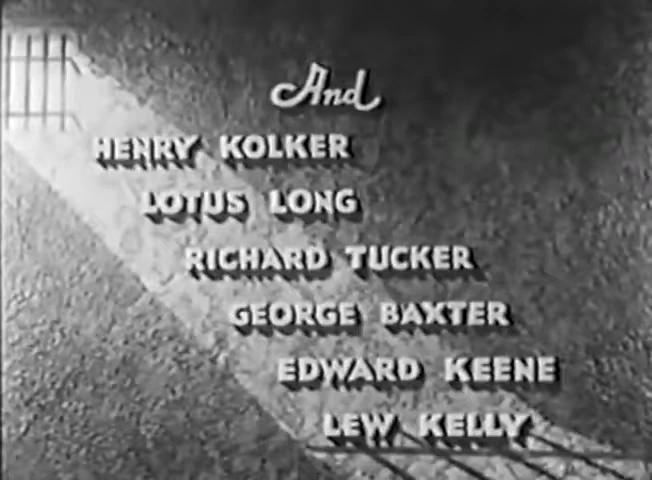 And
HENRY KOLKER
LOTUS LONG
RICHARD TUCKER
GEORGE BAXTER
EDWARD KEENE
LEW KELLY